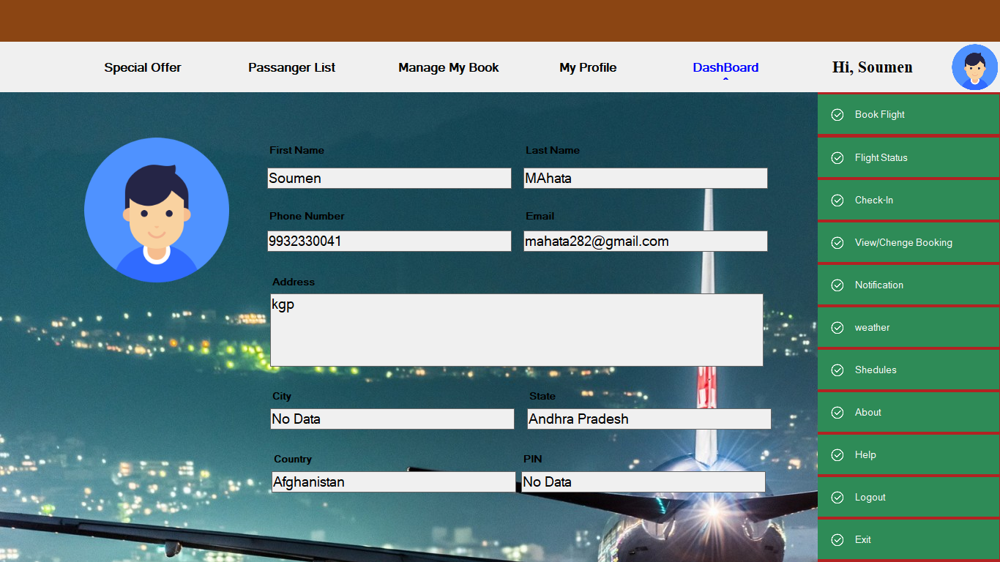 Special Offer Passanger List Manage My Book My Profile DashBoard Hi, Soumen
First Name Last Name
Soumen MAhata
Phone Number Email
9932330041 mahata282@gmail.com
Address
kgp
City State
No Data Andhra Pradesh
Country PIN
Afghanistan No Data
Book Flight
Flight Status
Check-In
View/Chenge Booking
Notification
weather
Shedules
About
Help
Logout
Exit